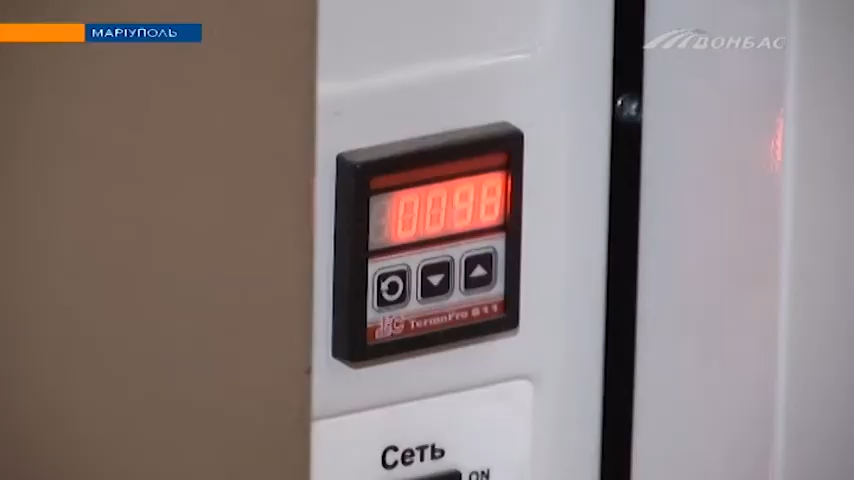 МАРІУПОЛЬ
ДОНБАС
0098
TermoPro 811
Сеть
ON